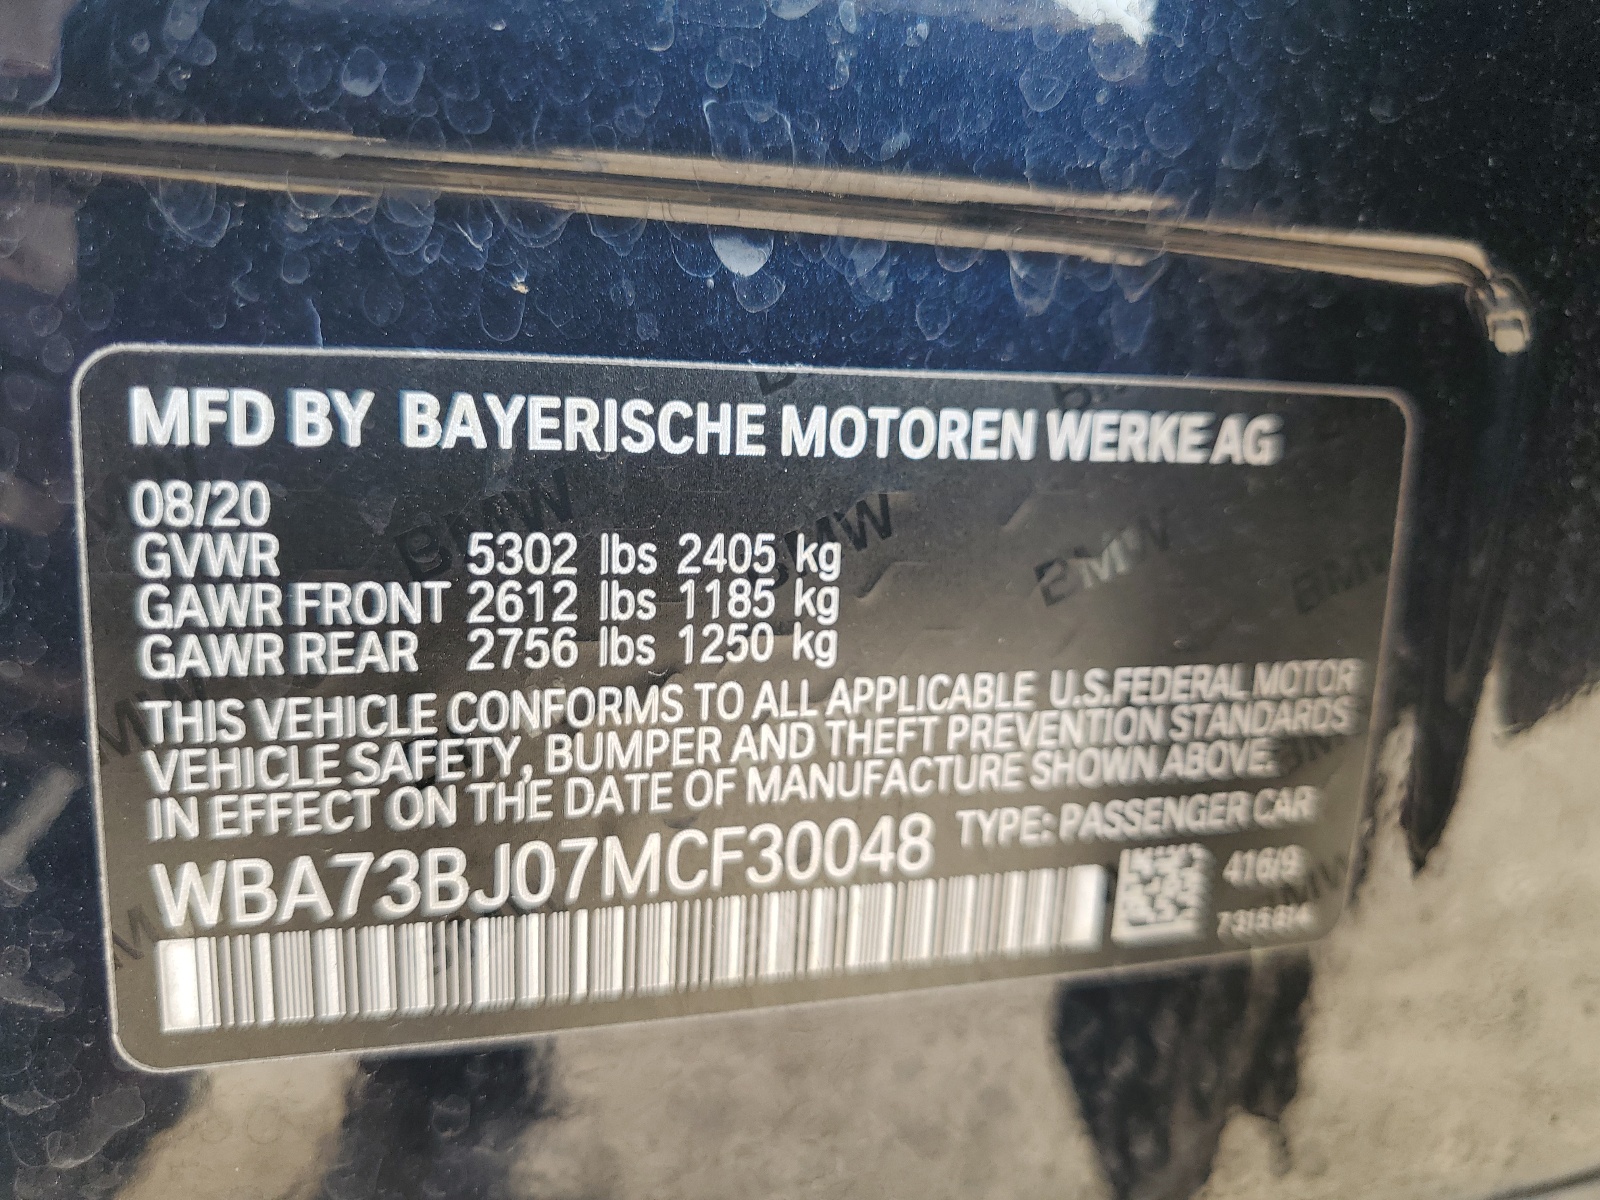 MFD BY BAYERISCHE MOTOREN WERKE AG
08/20
GVWR 5302 lbs 2405 kg
GAWR FRONT 2612 lbs 1185 kg
GAWR REAR 2756 lbs 1250 kg
THIS VEHICLE CONFORMS TO ALL APPLICABLE U.S.FEDERAL MOTOR
VEHICLE SAFETY, BUMPER AND THEFT PREVENTION STANDARDS
IN EFFECT ON THE DATE OF MANUFACTURE SHOWN ABOVE.
WBA73BJ07MCF30048 TYPE: PASSENGER CAR
416/9